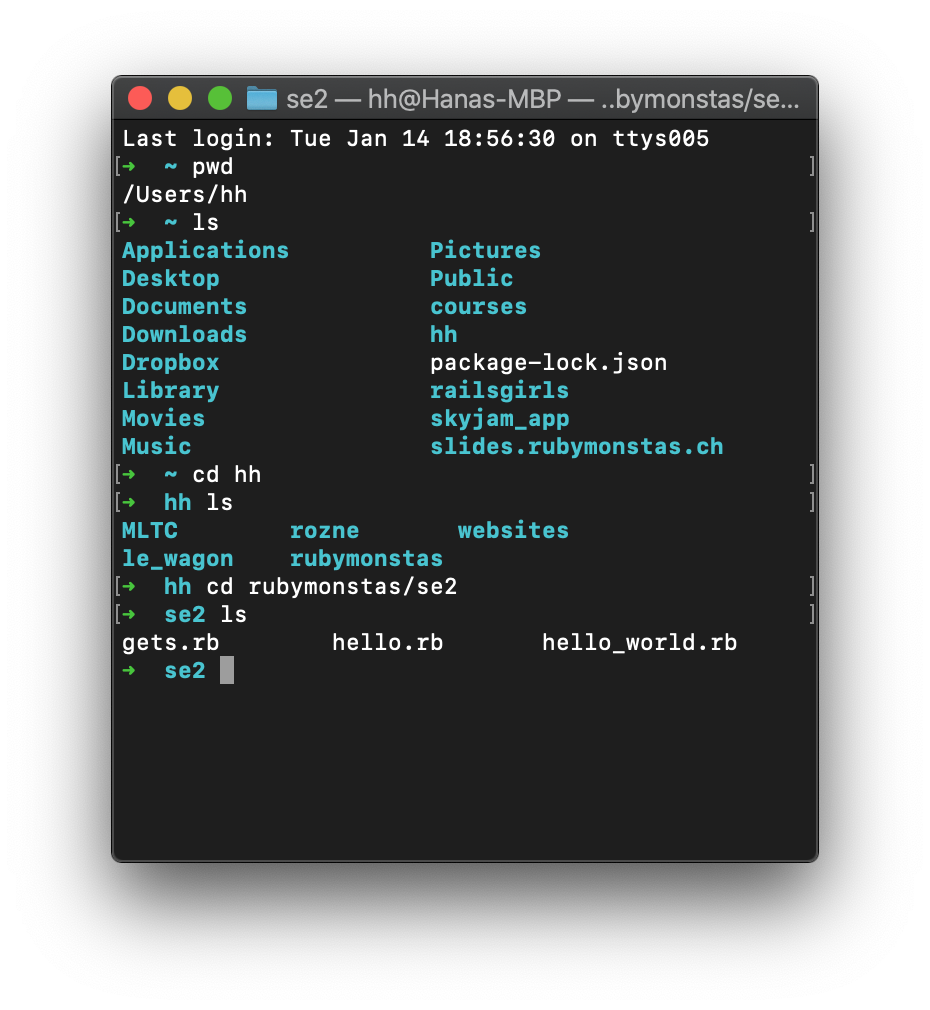 se2 — hh@Hanas-MBP — ..bymonstas/se...
Last login: Tue Jan 14 18:56:30 on ttys005
[➜  ~ pwd ]
/Users/hh
[➜  ~ ls ]
Applications          Pictures
Desktop               Public
Documents             courses
Downloads             hh
Dropbox               package-lock.json
Library               railsgirls
Movies                skyjam_app
Music                 slides.rubymonstas.ch
[➜  ~ cd hh ]
[➜  hh ls ]
MLTC        rozne       websites
le_wagon    rubymonstas
[➜  hh cd rubymonstas/se2 ]
[➜  se2 ls ]
gets.rb        hello.rb       hello_world.rb
➜  se2